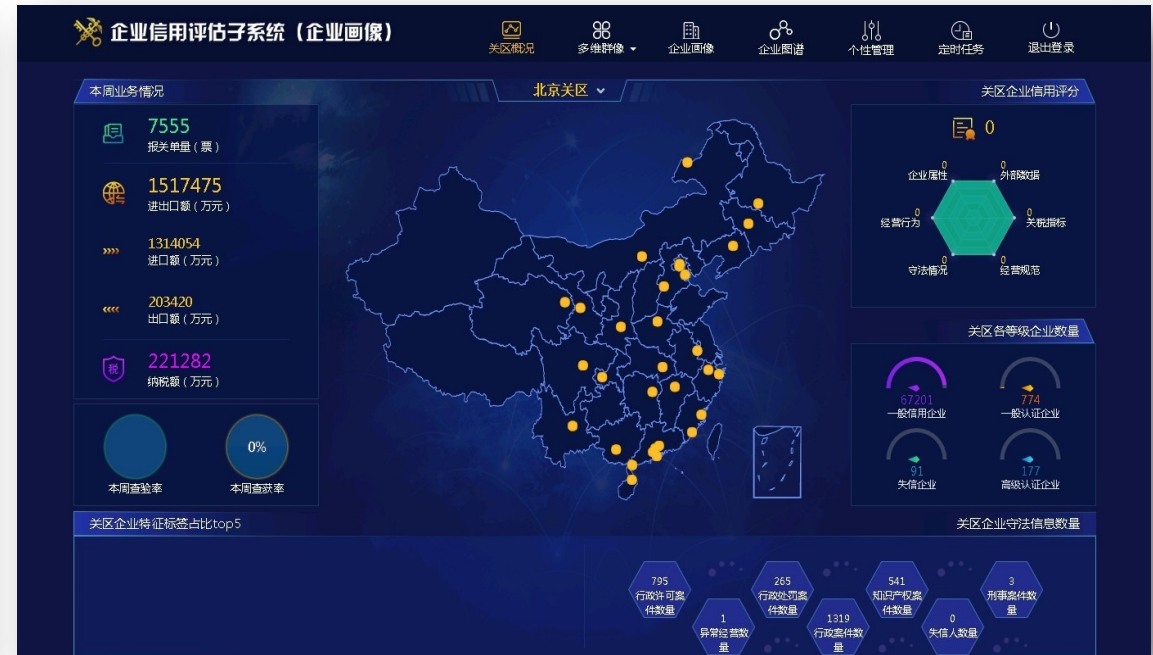 企业信用评估子系统（企业画像）
关区概况
多维群像
企业画像
企业图谱
个性管理
定时任务
退出登录
本周业务情况
北京关区
关区企业信用评分
7555
报关单量（票）
1517475
进出口额（万元）
1314054
进口额（万元）
203420
出口额（万元）
税
221282
纳税额（万元）
0%
本周查验率
本周查获率
0
0
企业属性
0
外部数据
0
经营行为
0
关税指标
0
守法情况
0
经营规范
关区各等级企业数量
67201
一般信用企业
774
一般认证企业
91
失信企业
177
高级认证企业
关区企业特征标签占比top5
关区企业守法信息数量
795
行政许可案
件数量
265
行政处罚案
件数量
541
知识产权案
件数量
3
刑事案件数
量
1
异常经营数
量
1319
行政案件数
量
0
失信人数量